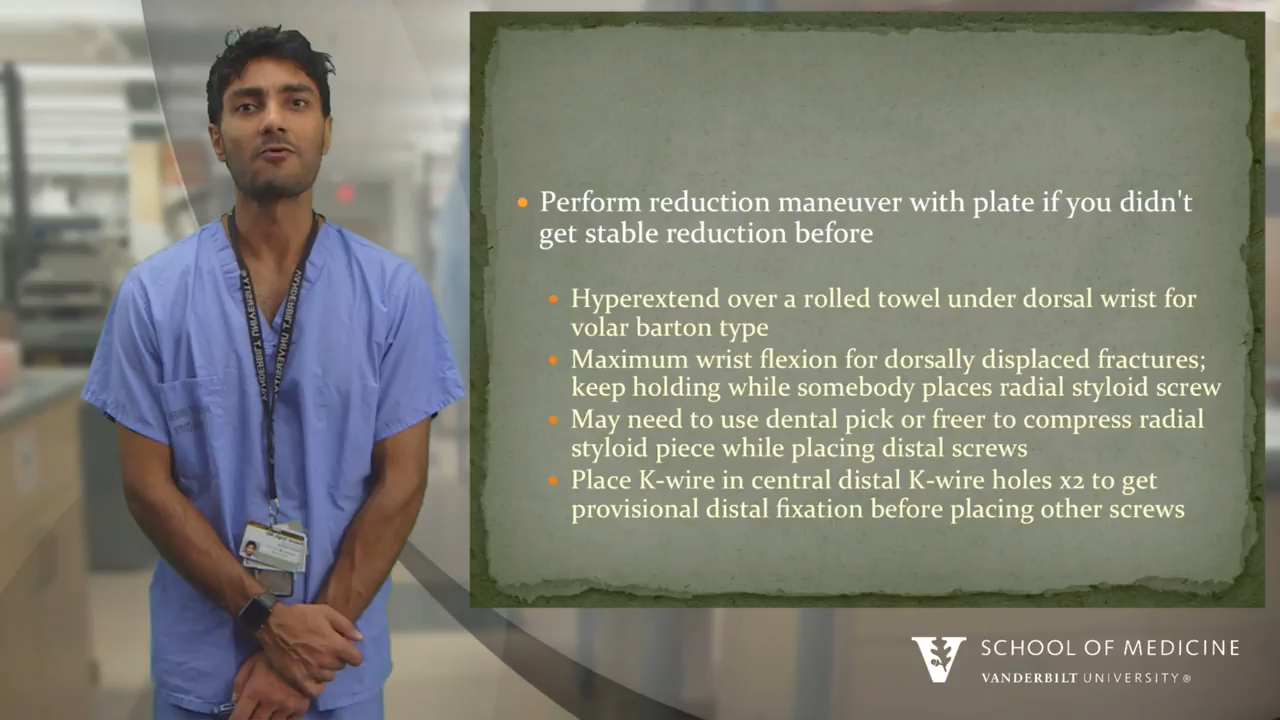 • Perform reduction maneuver with plate if you didn't
get stable reduction before
• Hyperextend over a rolled towel under dorsal wrist for
volar barton type
• Maximum wrist flexion for dorsally displaced fractures;
keep holding while somebody places radial styloid screw
• May need to use dental pick or freer to compress radial
styloid piece while placing distal screws
• Place K-wire in central distal K-wire holes x2 to get
provisional distal fixation before placing other screws
VANDERBILT UNIVERSITY
V SCHOOL OF MEDICINE
VANDERBILT UNIVERSITY®